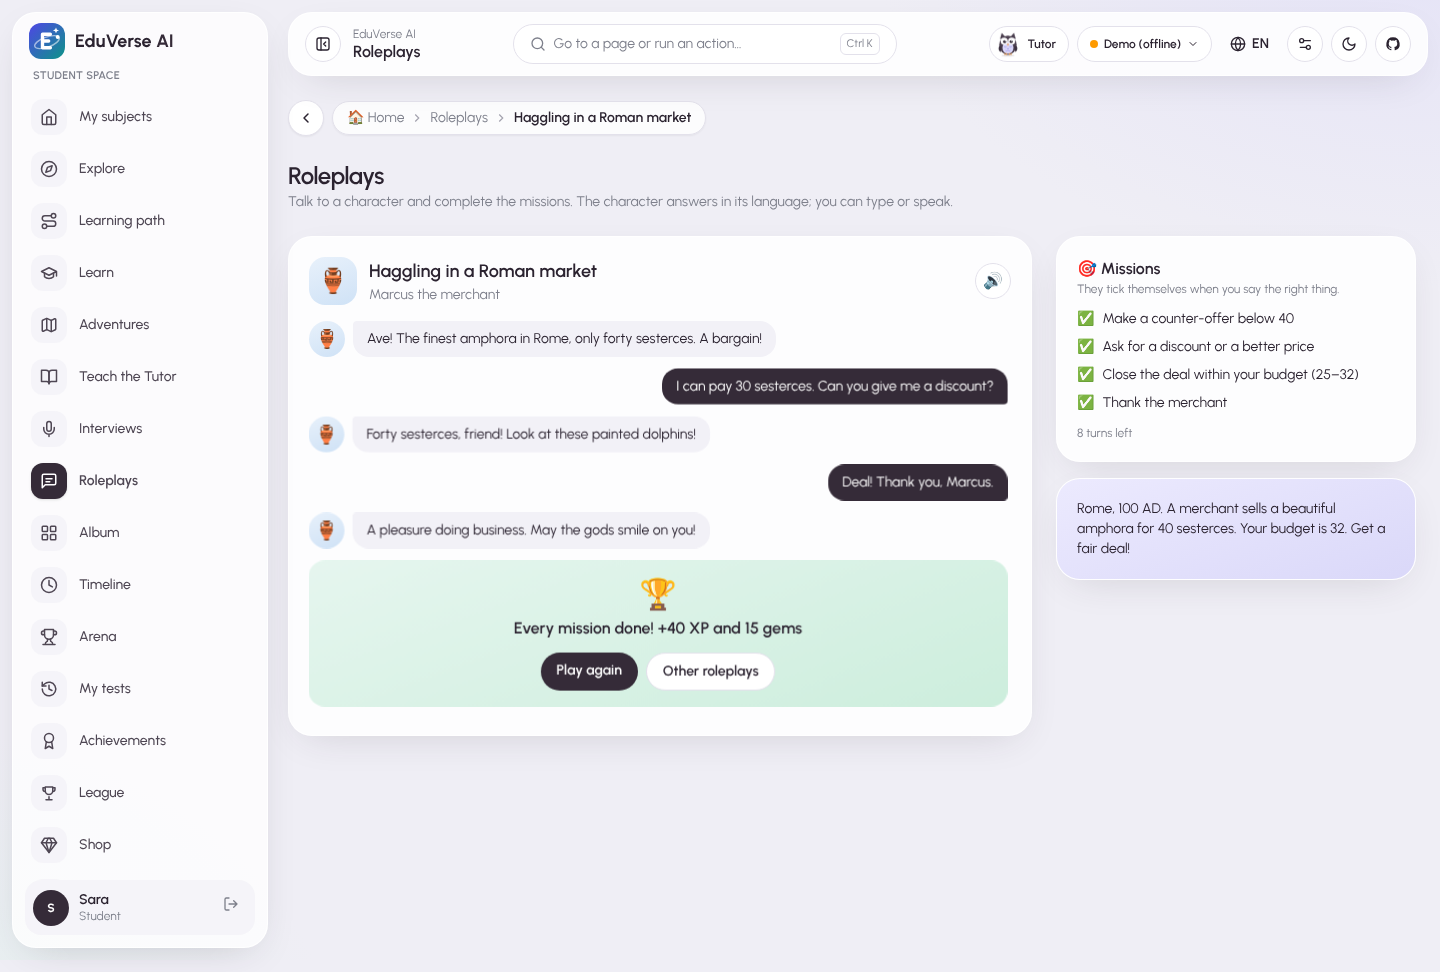 EduVerse AI
STUDENT SPACE
My subjects
Explore
Learning path
Learn
Adventures
Teach the Tutor
Interviews
Roleplays
Album
Timeline
Arena
My tests
Achievements
League
Shop
S
Sara
Student
EduVerse AI
Roleplays
Go to a page or run an action...
Ctrl K
Tutor
Demo (offline)
EN
Home
Roleplays
Haggling in a Roman market
Roleplays
Talk to a character and complete the missions. The character answers in its language; you can type or speak.
Haggling in a Roman market
Marcus the merchant
Ave! The finest amphora in Rome, only forty sesterces. A bargain!
I can pay 30 sesterces. Can you give me a discount?
Forty sesterces, friend! Look at these painted dolphins!
Deal! Thank you, Marcus.
A pleasure doing business. May the gods smile on you!
Every mission done! +40 XP and 15 gems
Play again
Other roleplays
Missions
They tick themselves when you say the right thing.
Make a counter-offer below 40
Ask for a discount or a better price
Close the deal within your budget (25–32)
Thank the merchant
8 turns left
Rome, 100 AD. A merchant sells a beautiful
amphora for 40 sesterces. Your budget is 32. Get a
fair deal!